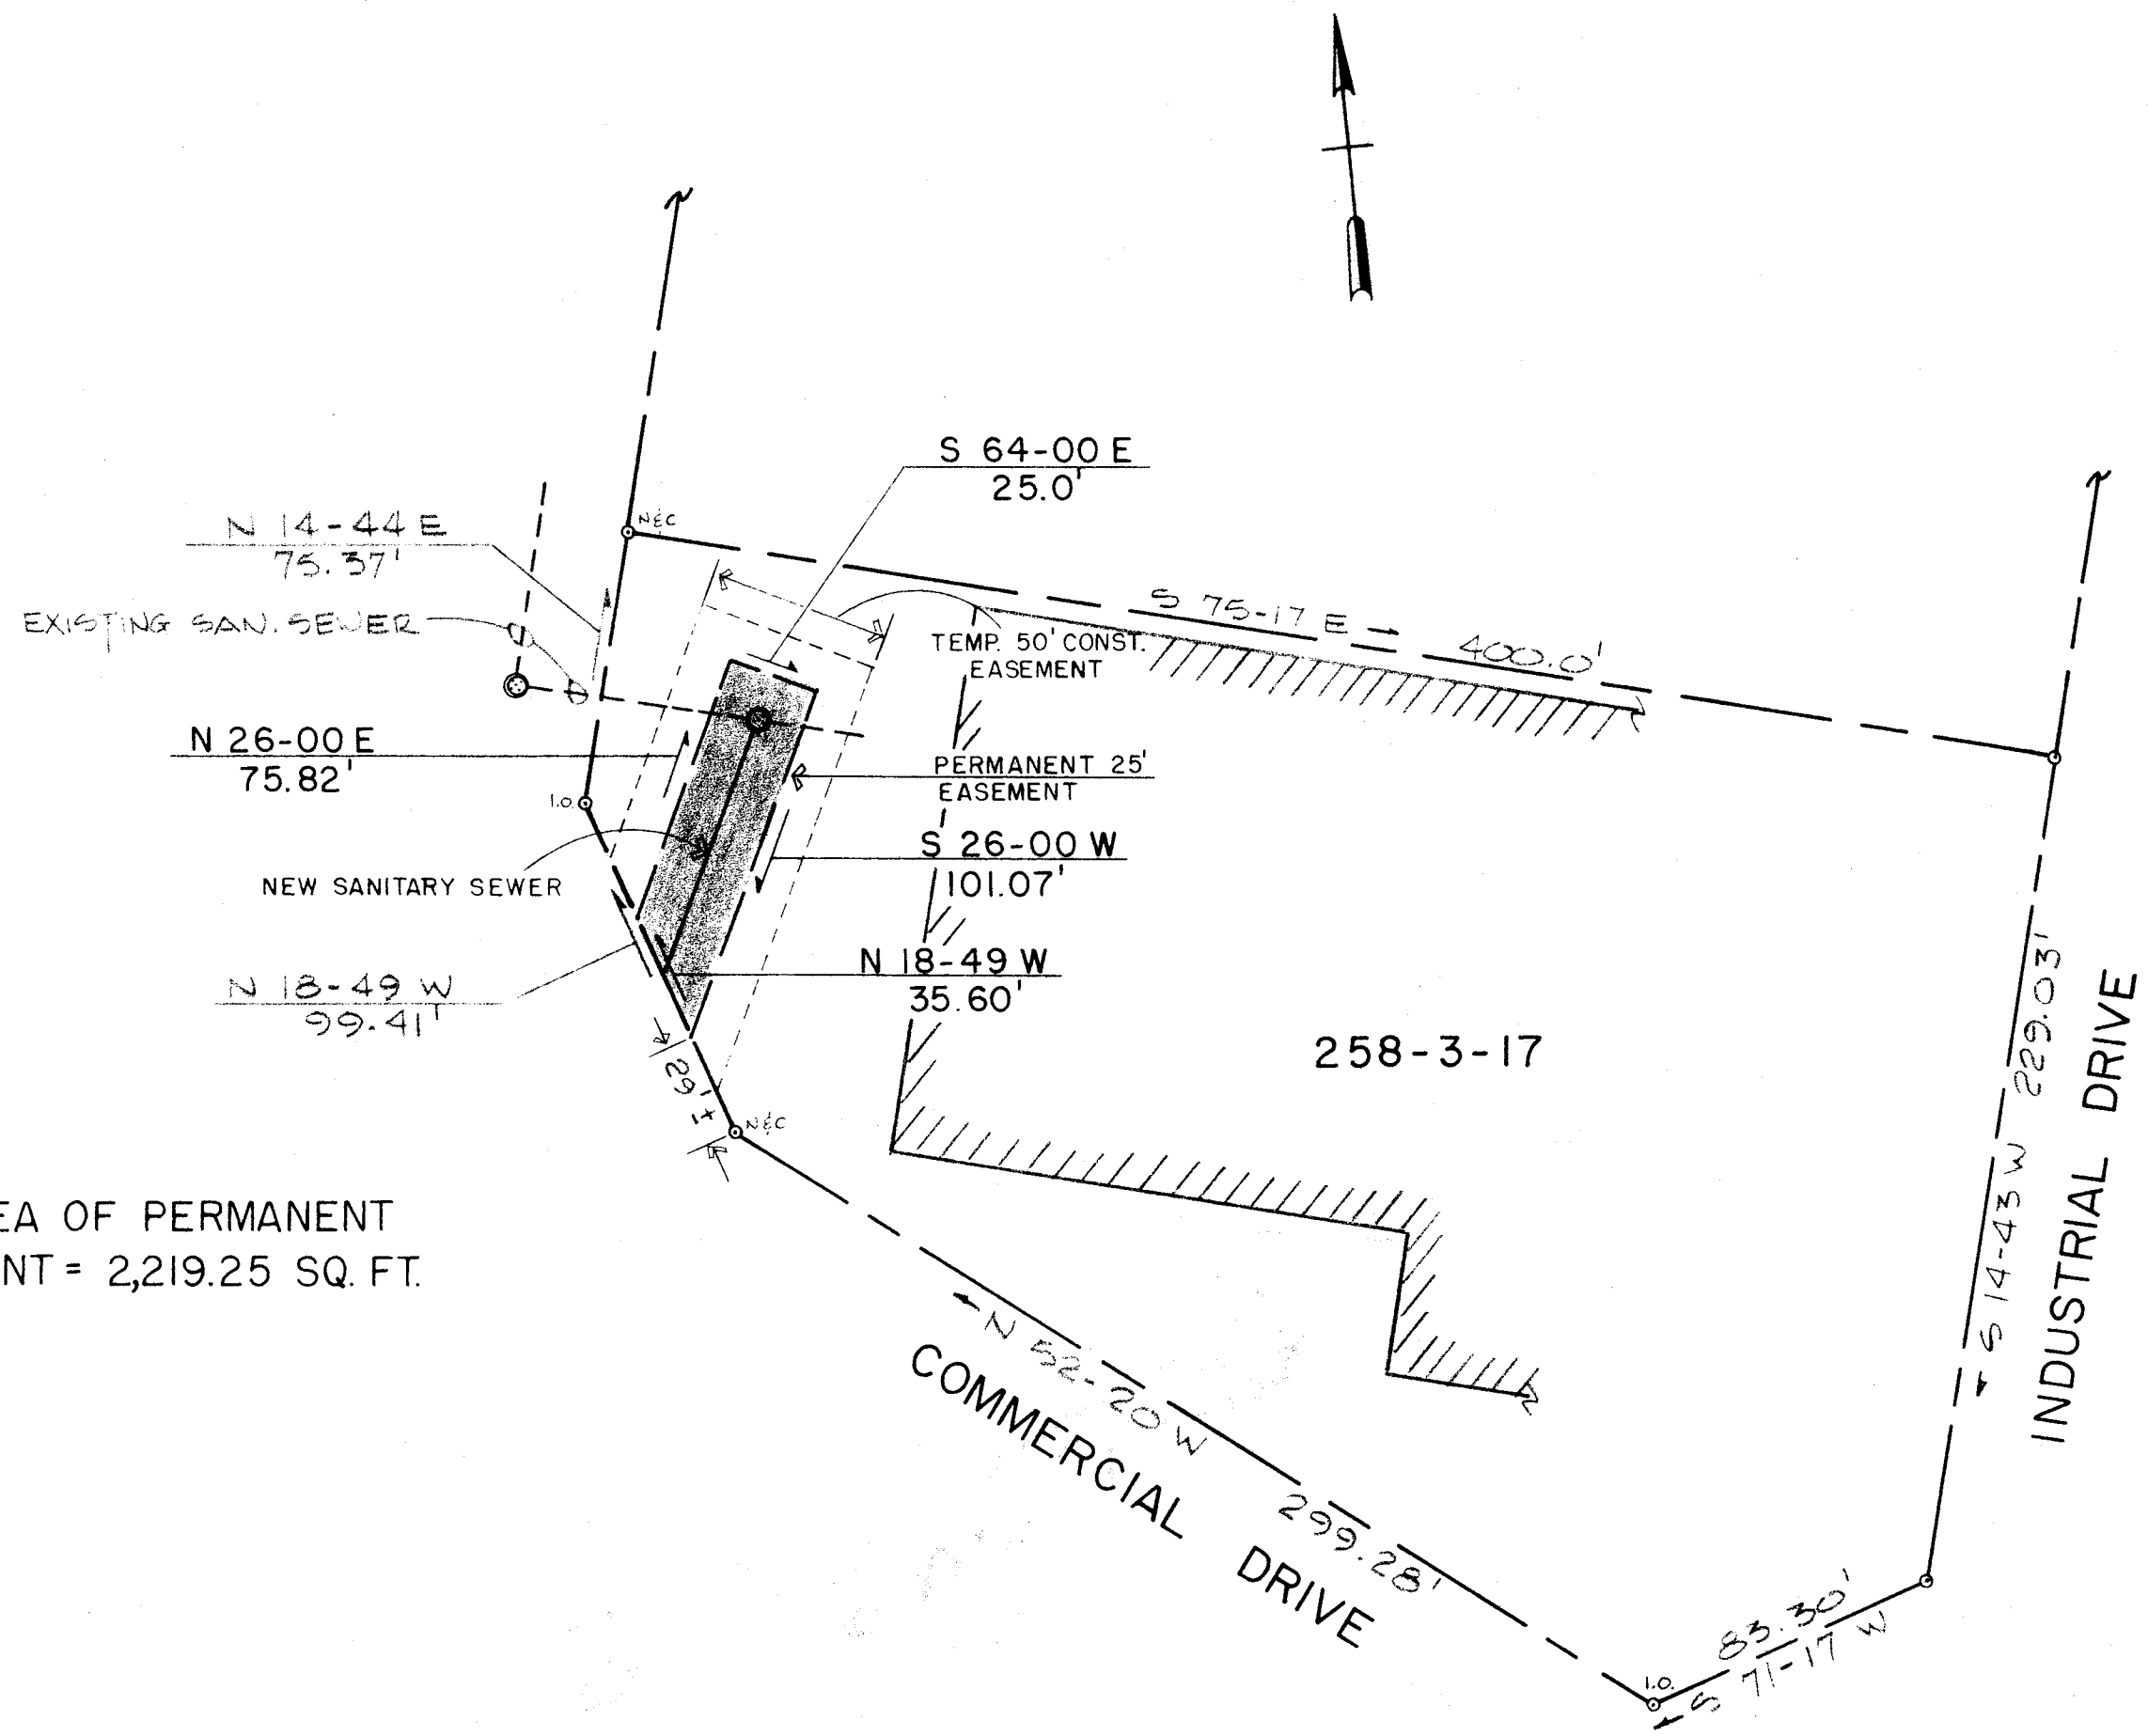 S 64-00 E
25.0'
N 14-44 E
75.37'
N&C
EXISTING SAN. SEWER
S 75-17 E
400.0'
TEMP. 50' CONST.
EASEMENT
N 26-00 E
75.82'
PERMANENT 25'
EASEMENT
I.O.
S 26-00 W
101.07'
NEW SANITARY SEWER
N 18-49 W
35.60'
N 18-49 W
99.41'
29'±
N&C
258-3-17
S 14-43 W 229.03'
INDUSTRIAL DRIVE
EA OF PERMANENT
NT = 2,219.25 SQ. FT.
N 52-20 W 299.28'
COMMERCIAL DRIVE
83.30'
S 71-17 W
I.O.